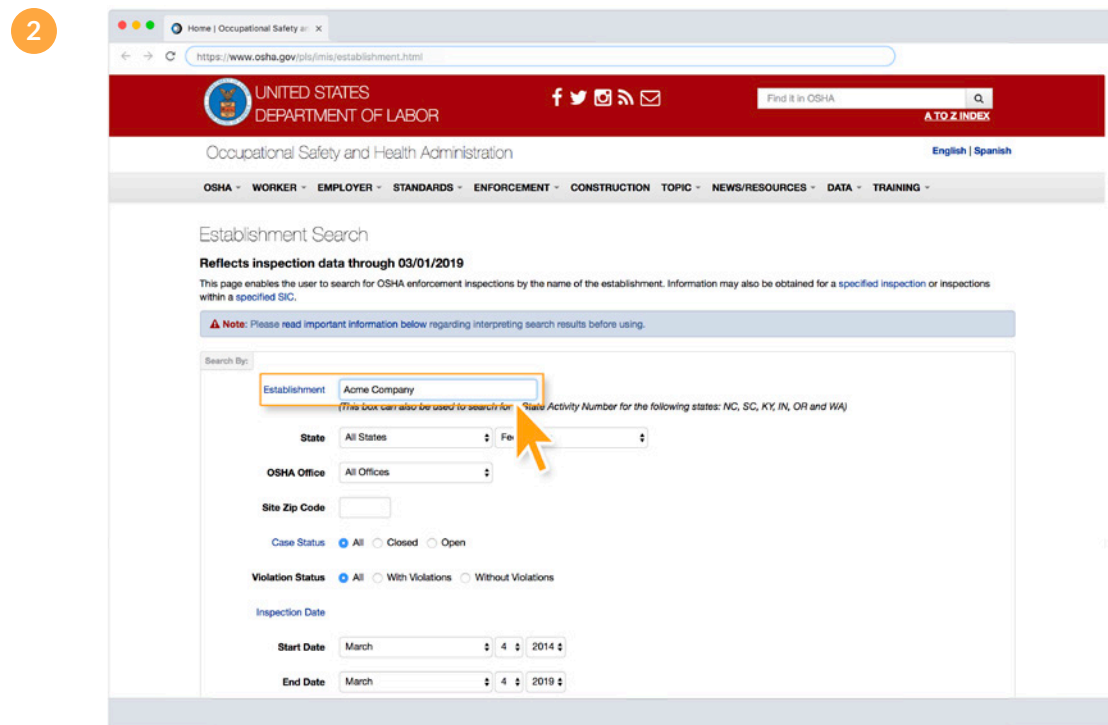 2
Home | Occupational Safety an
https://www.osha.gov/pls/imis/establishment.html
UNITED STATES
DEPARTMENT OF LABOR
Find it in OSHA
A TO Z INDEX
Occupational Safety and Health Administration
English | Spanish
OSHA WORKER EMPLOYER STANDARDS ENFORCEMENT CONSTRUCTION TOPIC NEWS/RESOURCES DATA TRAINING
Establishment Search
Reflects inspection data through 03/01/2019
This page enables the user to search for OSHA enforcement inspections by the name of the establishment. Information may also be obtained for a specified inspection or inspections
within a specified SIC.
Note: Please read important information below regarding interpreting search results before using.
Search By:
Establishment Acme Company
(This box can also be used to search for State Activity Number for the following states: NC, SC, KY, IN, OR and WA)
State All States
OSHA Office All Offices
Site Zip Code
Case Status All Closed Open
Violation Status All With Violations Without Violations
Inspection Date
Start Date March 4 2014
End Date March 4 2019